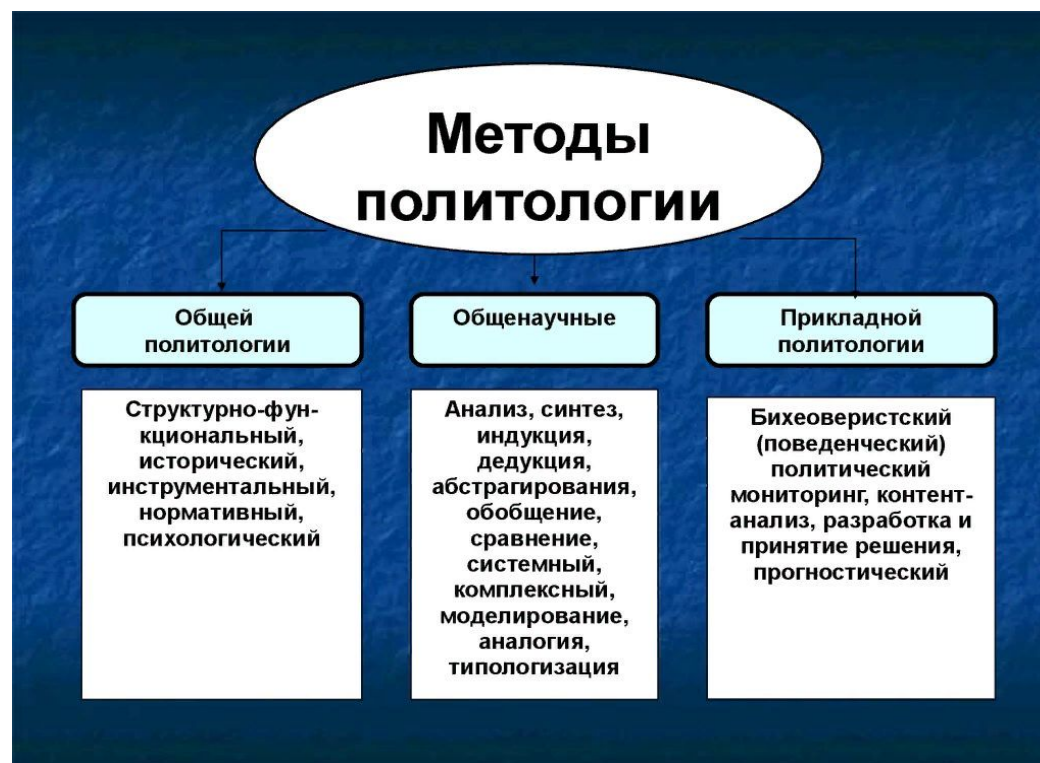 Методы
политологии
Общей
политологии
Общенаучные
Прикладной
политологии
Структурно-фун-
кциональный,
исторический,
инструментальный,
нормативный,
психологический
Анализ, синтез,
индукция,
дедукция,
абстрагирования,
обобщение,
сравнение,
системный,
комплексный,
моделирование,
аналогия,
типологизация
Бихеоверистский
(поведенческий)
политический
мониторинг, контент-
анализ, разработка и
принятие решения,
прогностический